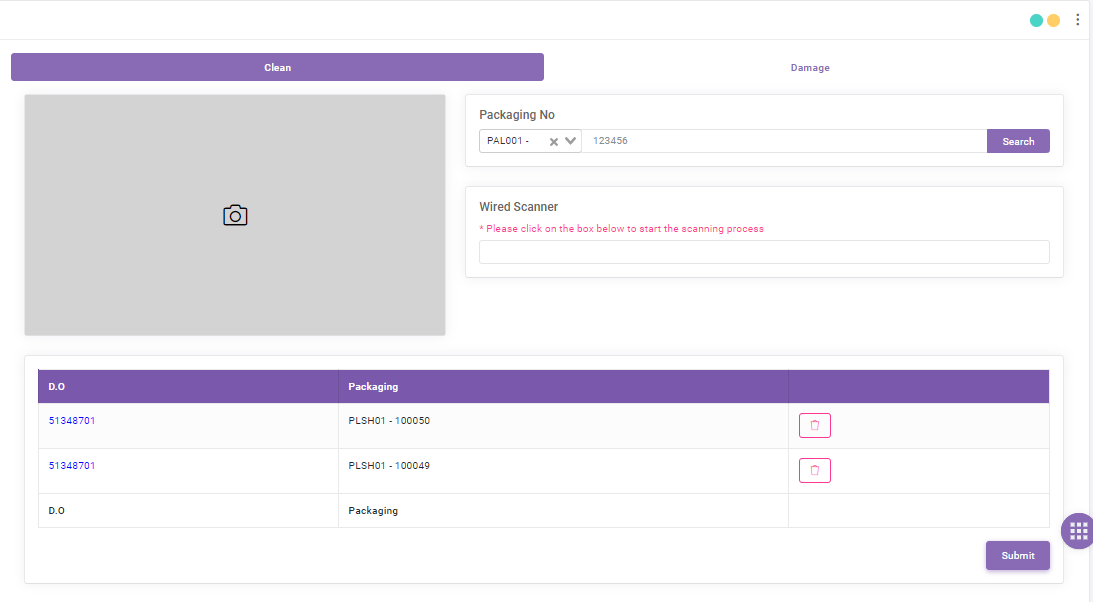 Clean
Damage
Packaging No
PAL001 -
123456
Search
Wired Scanner
* Please click on the box below to start the scanning process
D.O Packaging
51348701 PLSH01 - 100050
51348701 PLSH01 - 100049
D.O Packaging
Submit